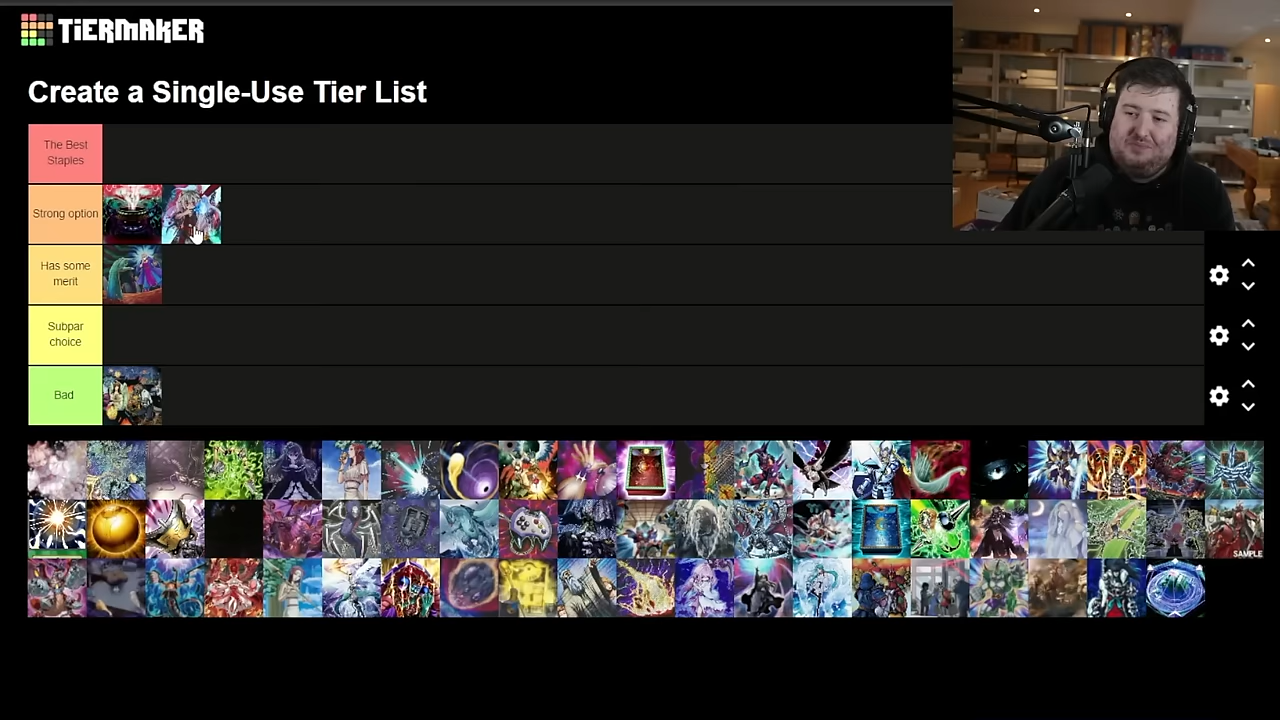 TiERMAKER
Create a Single-Use Tier List
The Best
Staples
Strong option
Has some
merit
Subpar
choice
Bad
SAMPLE